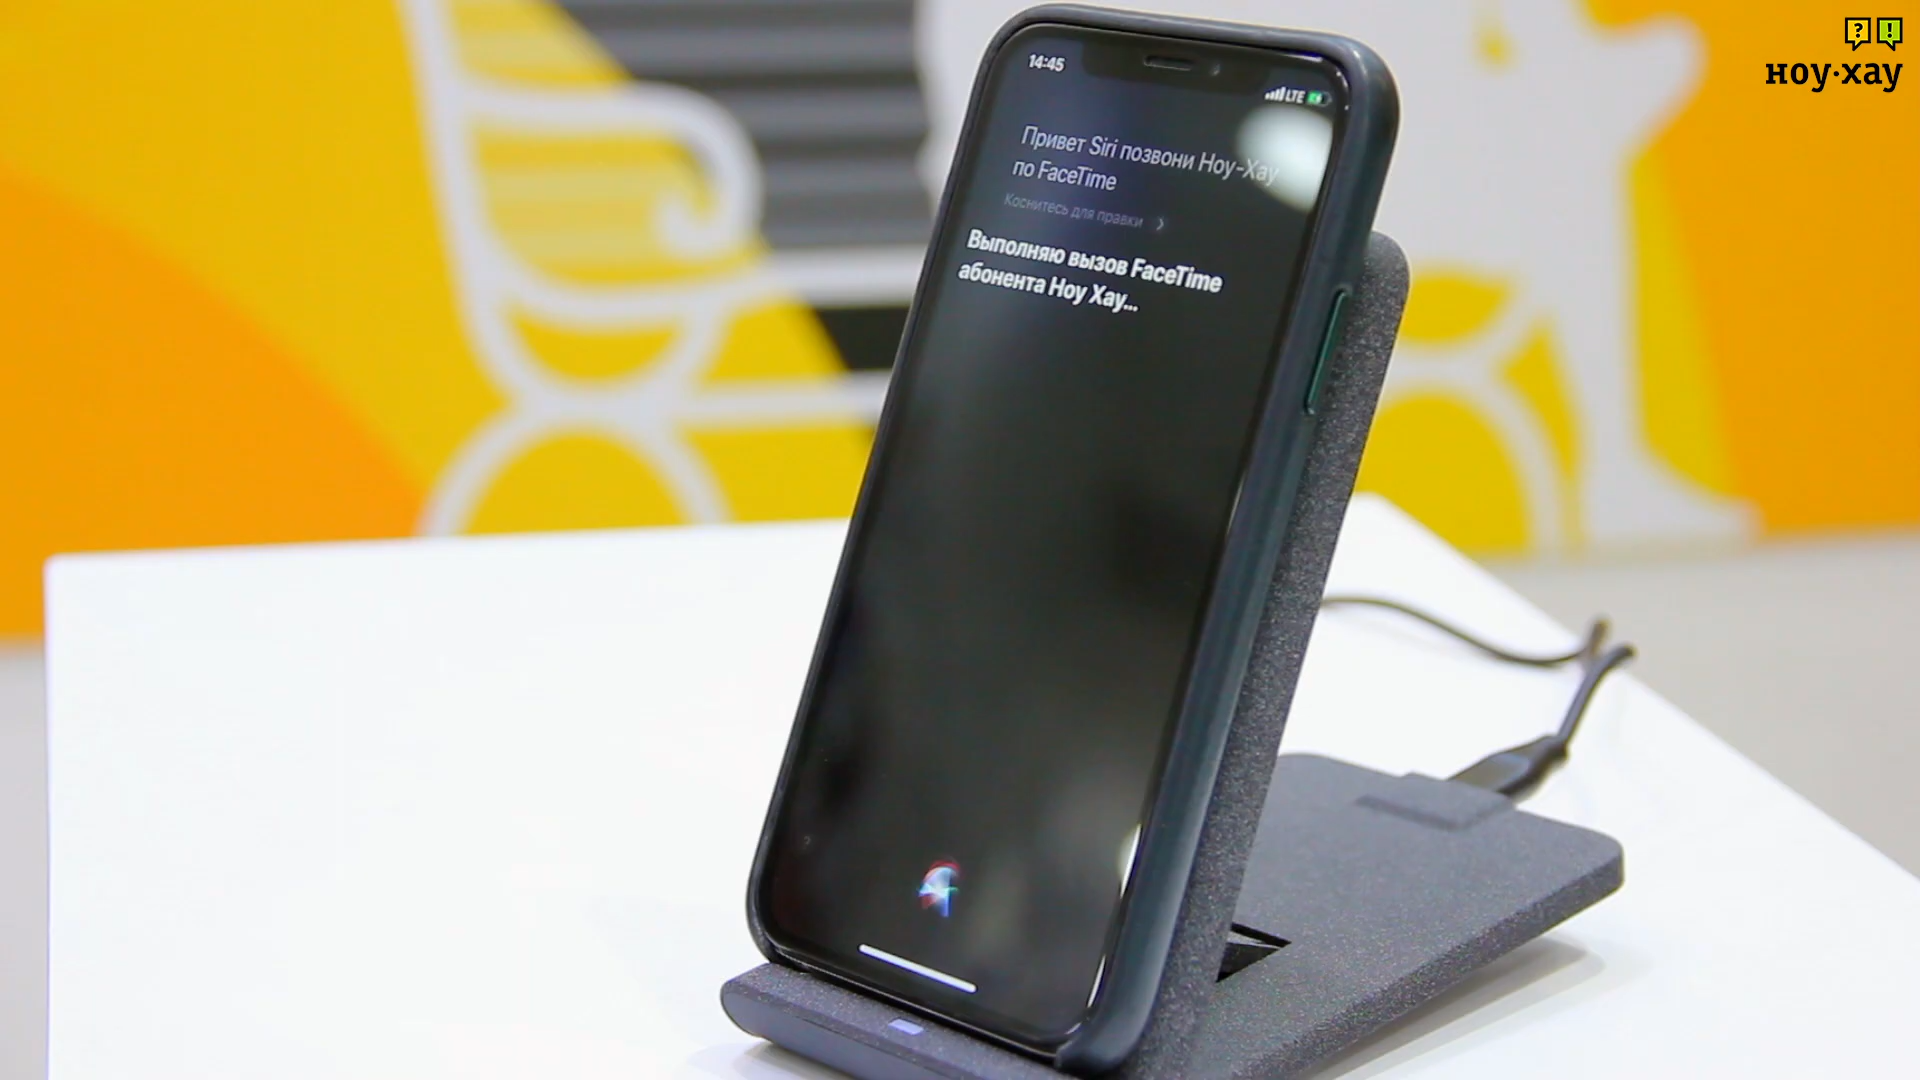 ? !
ноу·хау
14:45
LTE
Привет Siri позвони Ноу-Хау
по FaceTime
Коснитесь для правки
Выполняю вызов FaceTime
абонента Ноу Хау...